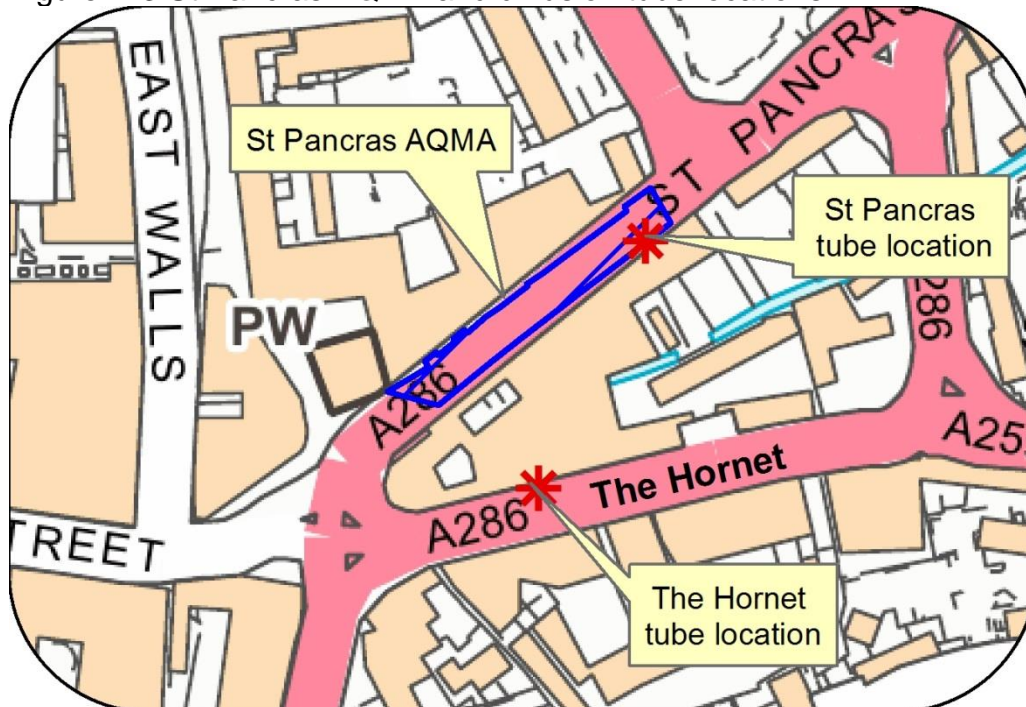 EAST WALLS
St Pancras AQMA
ST PANCRAS
St Pancras
tube location
PW
A286
A286
The Hornet
A286
TREET
The Hornet
tube location